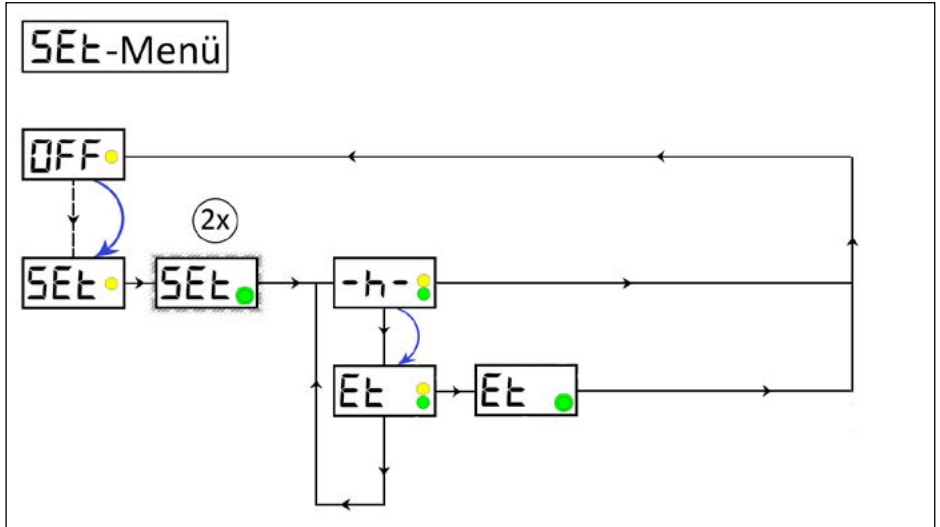 SEt-Menü
OFF
2x
SEt
SEt
-h-
Et
Et